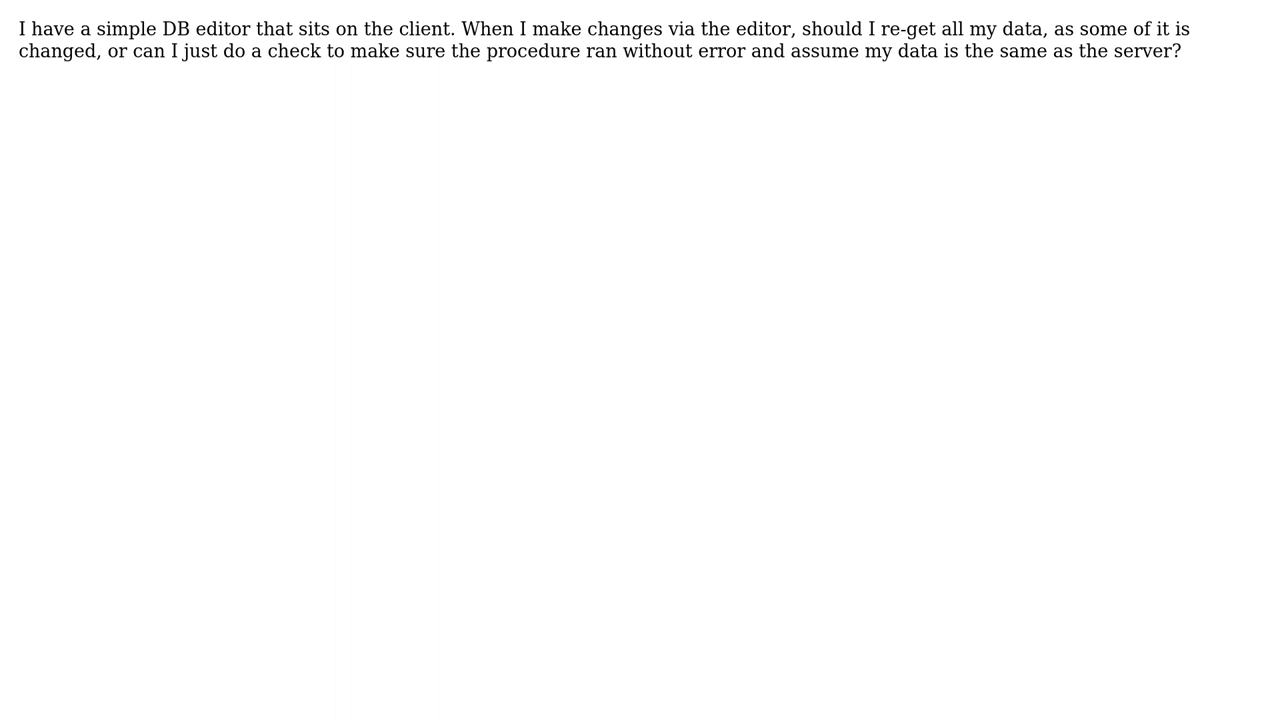 I have a simple DB editor that sits on the client. When I make changes via the editor, should I re-get all my data, as some of it is
changed, or can I just do a check to make sure the procedure ran without error and assume my data is the same as the server?